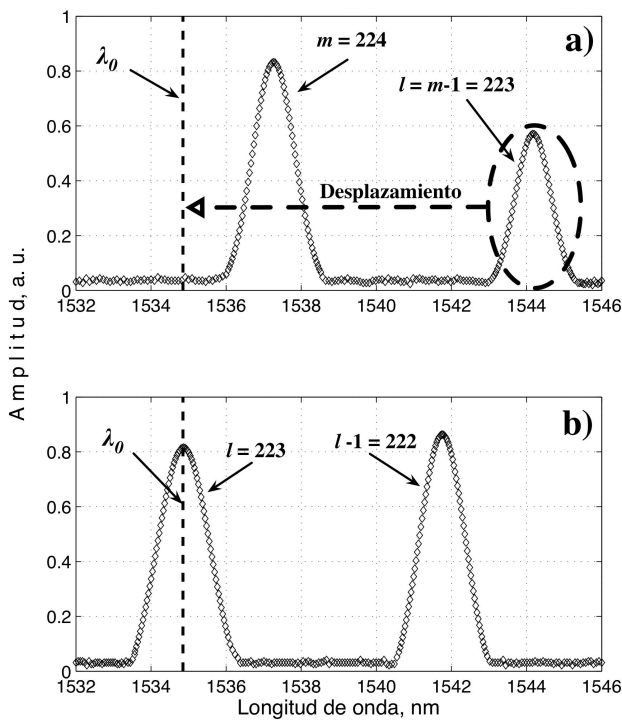 1
0.8
0.6
0.4
0.2
0
a)
λ0
m = 224
l = m-1 = 223
Desplazamiento
1532 1534 1536 1538 1540 1542 1544 1546
Amplitud, a. u.
1
0.8
0.6
0.4
0.2
0
b)
λ0
l = 223
l -1 = 222
1532 1534 1536 1538 1540 1542 1544 1546
Longitud de onda, nm